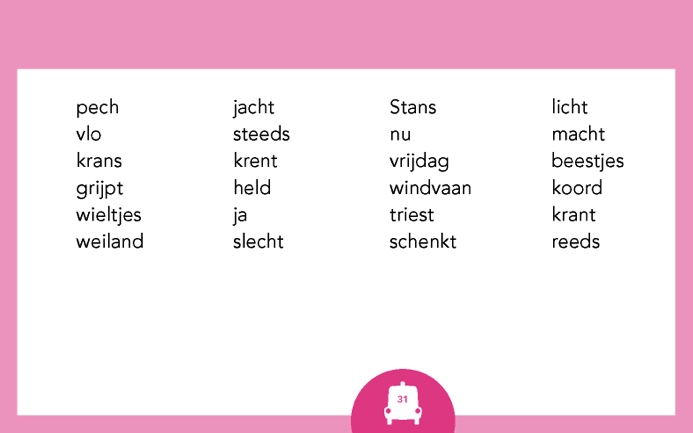 pech jacht Stans licht
vlo steeds nu macht
krans krent vrijdag beestjes
grijpt held windvaan koord
wieltjes ja triest krant
weiland slecht schenkt reeds
31